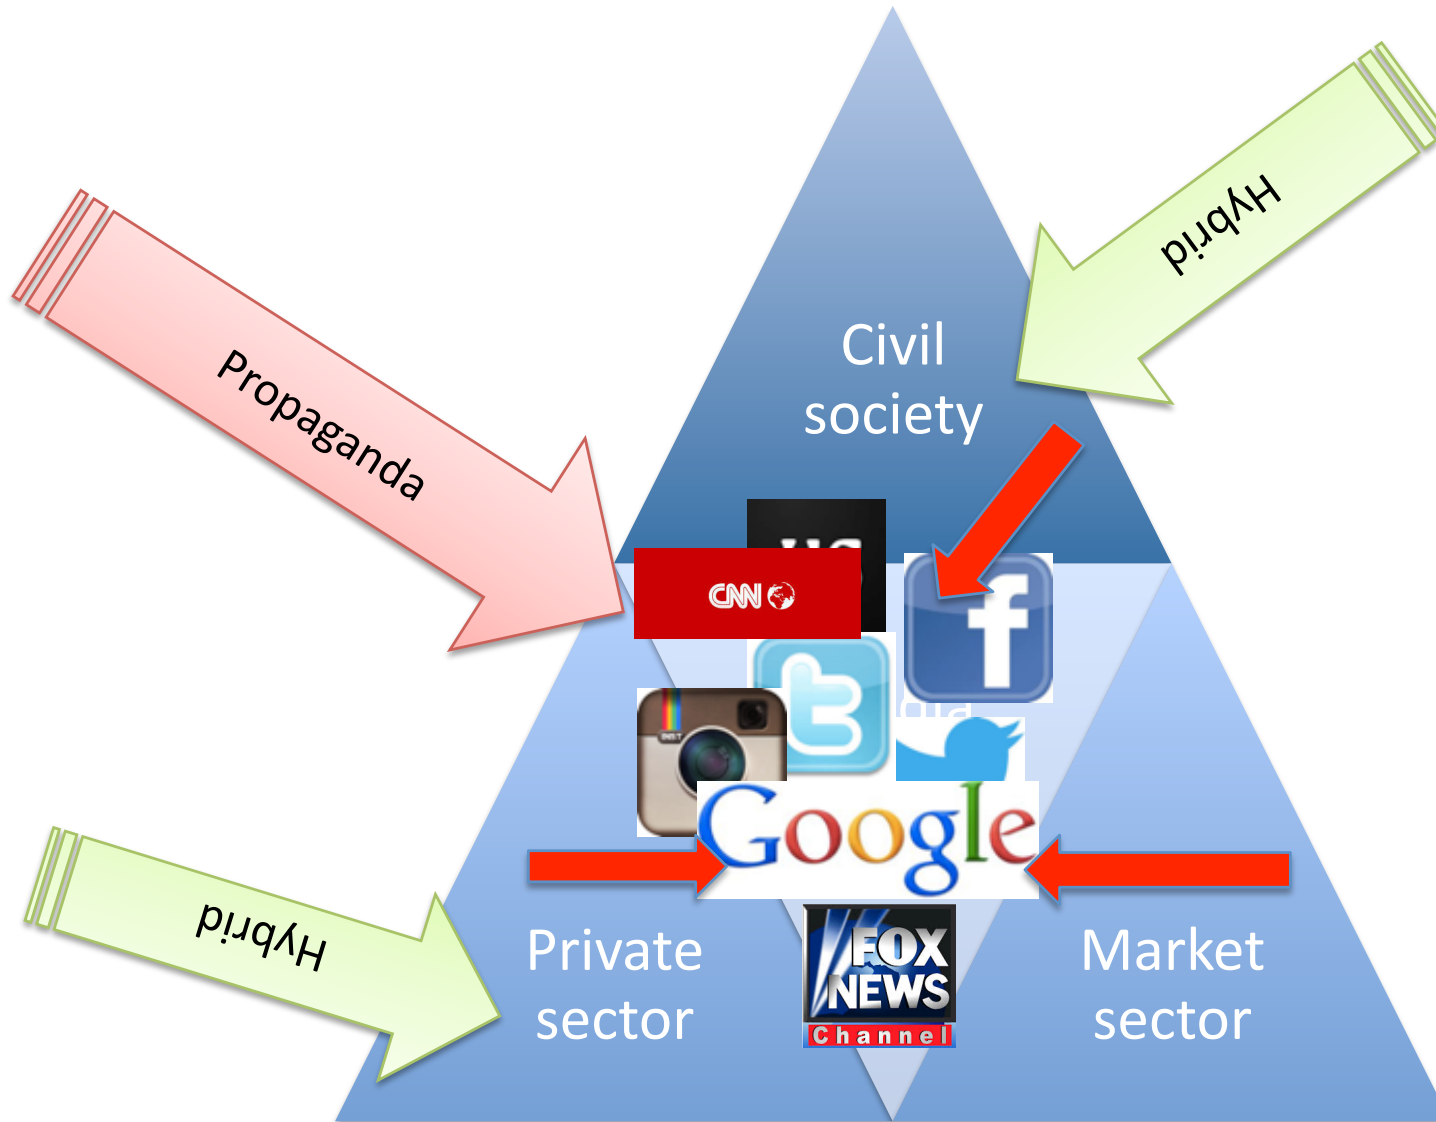 Hybrid
Propaganda
Civil
society
CNN
Google
Hybrid
Private
sector
FOX
NEWS
Channel
Market
sector